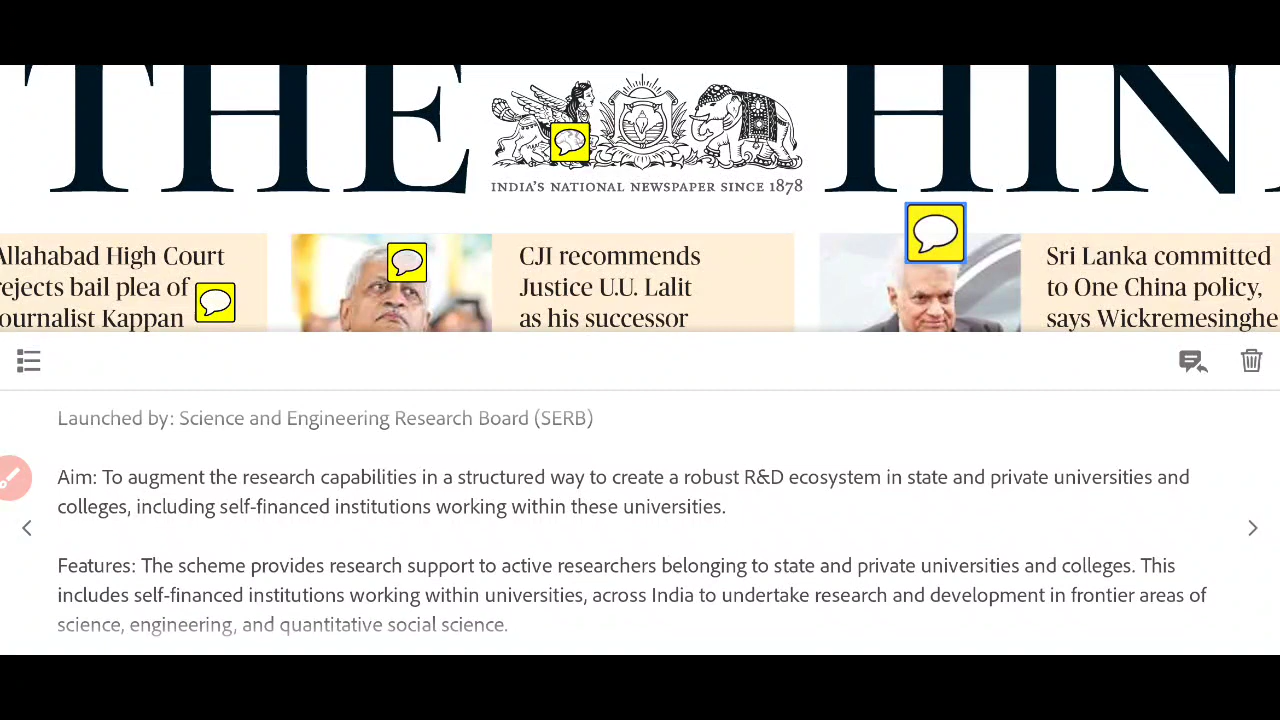 THE HIN
INDIA'S NATIONAL NEWSPAPER SINCE 1878
Allahabad High Court
rejects bail plea of
journalist Kappan
CJI recommends
Justice U.U. Lalit
as his successor
Sri Lanka committed
to One China policy,
says Wickremesinghe
Launched by: Science and Engineering Research Board (SERB)
Aim: To augment the research capabilities in a structured way to create a robust R&D ecosystem in state and private universities and
colleges, including self-financed institutions working within these universities.
Features: The scheme provides research support to active researchers belonging to state and private universities and colleges. This
includes self-financed institutions working within universities, across India to undertake research and development in frontier areas of
science, engineering, and quantitative social science.